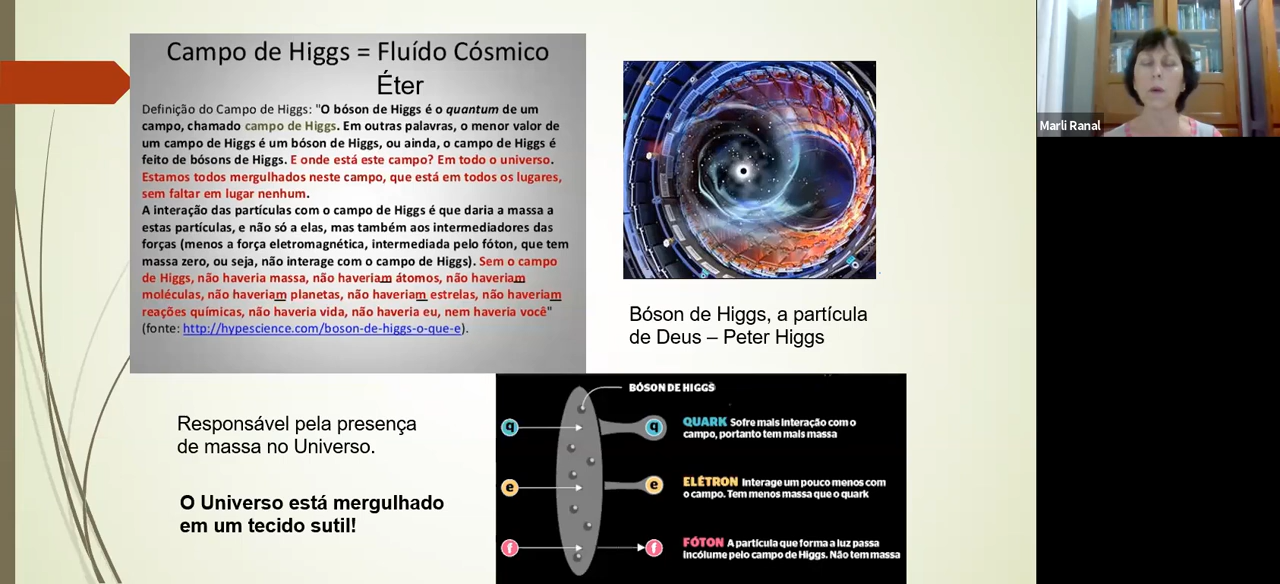 Campo de Higgs = Fluído Cósmico
Éter
Definição do Campo de Higgs: "O bóson de Higgs é o quantum de um
campo, chamado campo de Higgs. Em outras palavras, o menor valor de
um campo de Higgs é um bóson de Higgs, ou ainda, o campo de Higgs é
feito de bósons de Higgs. E onde está este campo? Em todo o universo.
Estamos todos mergulhados neste campo, que está em todos os lugares,
sem faltar em lugar nenhum.
A interação das partículas com o campo de Higgs é que daria a massa a
estas partículas, e não só a elas, mas também aos intermediadores das
forças (menos a força eletromagnética, intermediada pelo fóton, que tem
massa zero, ou seja, não interage com o campo de Higgs). Sem o campo
de Higgs, não haveria massa, não haveriam átomos, não haveriam
moléculas, não haveriam planetas, não haveriam estrelas, não haveriam
reações químicas, não haveria vida, não haveria eu, nem haveria você"
(fonte: http://hypescience.com/boson-de-higgs-o-que-e).
Marli Ranal
Bóson de Higgs, a partícula
de Deus – Peter Higgs
Responsável pela presença
de massa no Universo.
O Universo está mergulhado
em um tecido sutil!
BÓSON DE HIGGS
q
q
QUARK Sofre mais interação com o
campo, portanto tem mais massa
e
e
ELÉTRON Interage um pouco menos com
o campo. Tem menos massa que o quark
f
f
FÓTON A partícula que forma a luz passa
incólume pelo campo de Higgs. Não tem massa